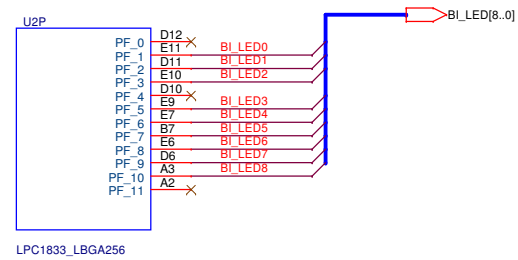 U2P
BI_LED[8..0]
PF_0 D12
PF_1 E11 BI_LED0
PF_2 D11 BI_LED1
PF_3 E10 BI_LED2
PF_4 D10
PF_5 E9 BI_LED3
PF_6 E7 BI_LED4
PF_7 B7 BI_LED5
PF_8 E6 BI_LED6
PF_9 D6 BI_LED7
PF_10 A3 BI_LED8
PF_11 A2
LPC1833_LBGA256